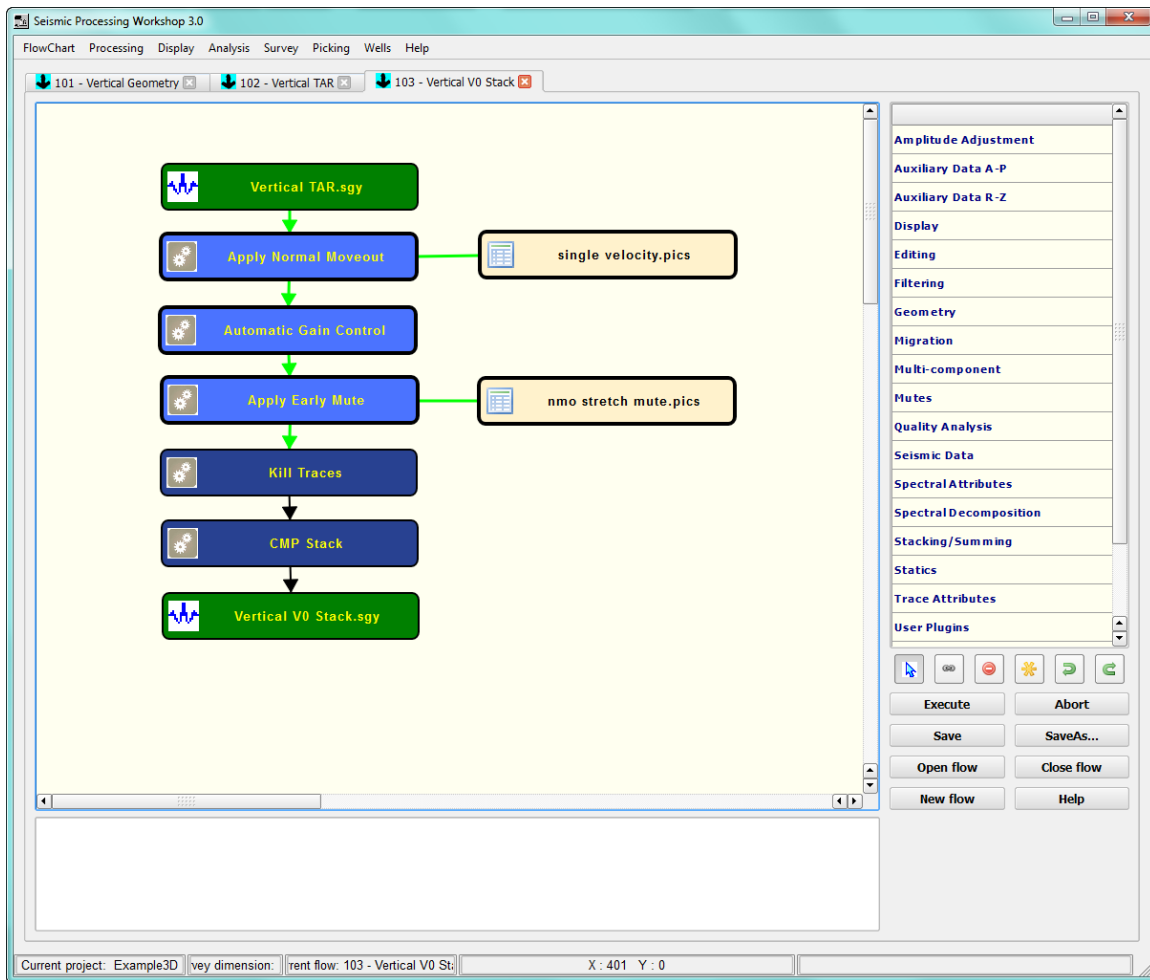 Seismic Processing Workshop 3.0
FlowChart Processing Display Analysis Survey Picking Wells Help
101 - Vertical Geometry 102 - Vertical TAR 103 - Vertical V0 Stack
Vertical TAR.sgy
Apply Normal Moveout
single velocity.pics
Automatic Gain Control
Apply Early Mute
nmo stretch mute.pics
Kill Traces
CMP Stack
Vertical V0 Stack.sgy
Amplitude Adjustment
Auxiliary Data A-P
Auxiliary Data R-Z
Display
Editing
Filtering
Geometry
Migration
Multi-component
Mutes
Quality Analysis
Seismic Data
Spectral Attributes
Spectral Decomposition
Stacking/Summing
Statics
Trace Attributes
User Plugins
Execute Abort
Save SaveAs...
Open flow Close flow
New flow Help
Current project: Example3D vey dimension: rent flow: 103 - Vertical V0 Sta X : 401 Y : 0